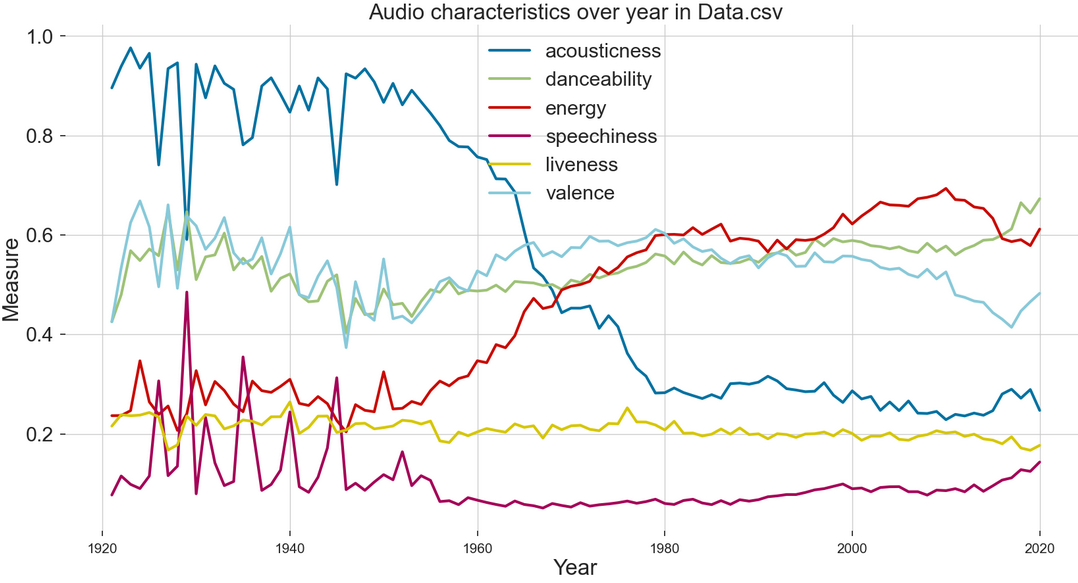 Audio characteristics over year in Data.csv
1.0
0.8
0.6
0.4
0.2
Measure
acousticness
danceability
energy
speechiness
liveness
valence
1920 1940 1960 1980 2000 2020
Year